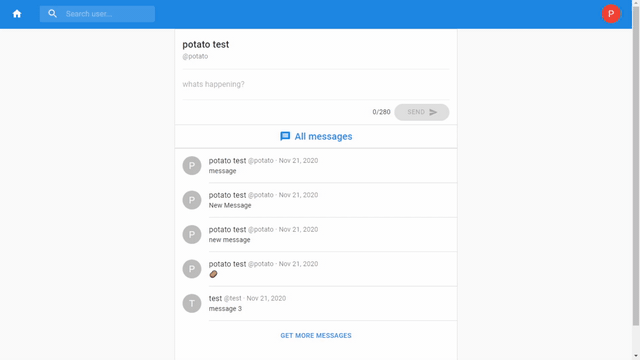 Search user...
P
potato test
@potato
whats happening?
0/280 SEND
All messages
P
potato test @potato · Nov 21, 2020
message
P
potato test @potato · Nov 21, 2020
New Message
P
potato test @potato · Nov 21, 2020
new message
P
potato test @potato · Nov 21, 2020
🥔
T
test @test · Nov 21, 2020
message 3
GET MORE MESSAGES